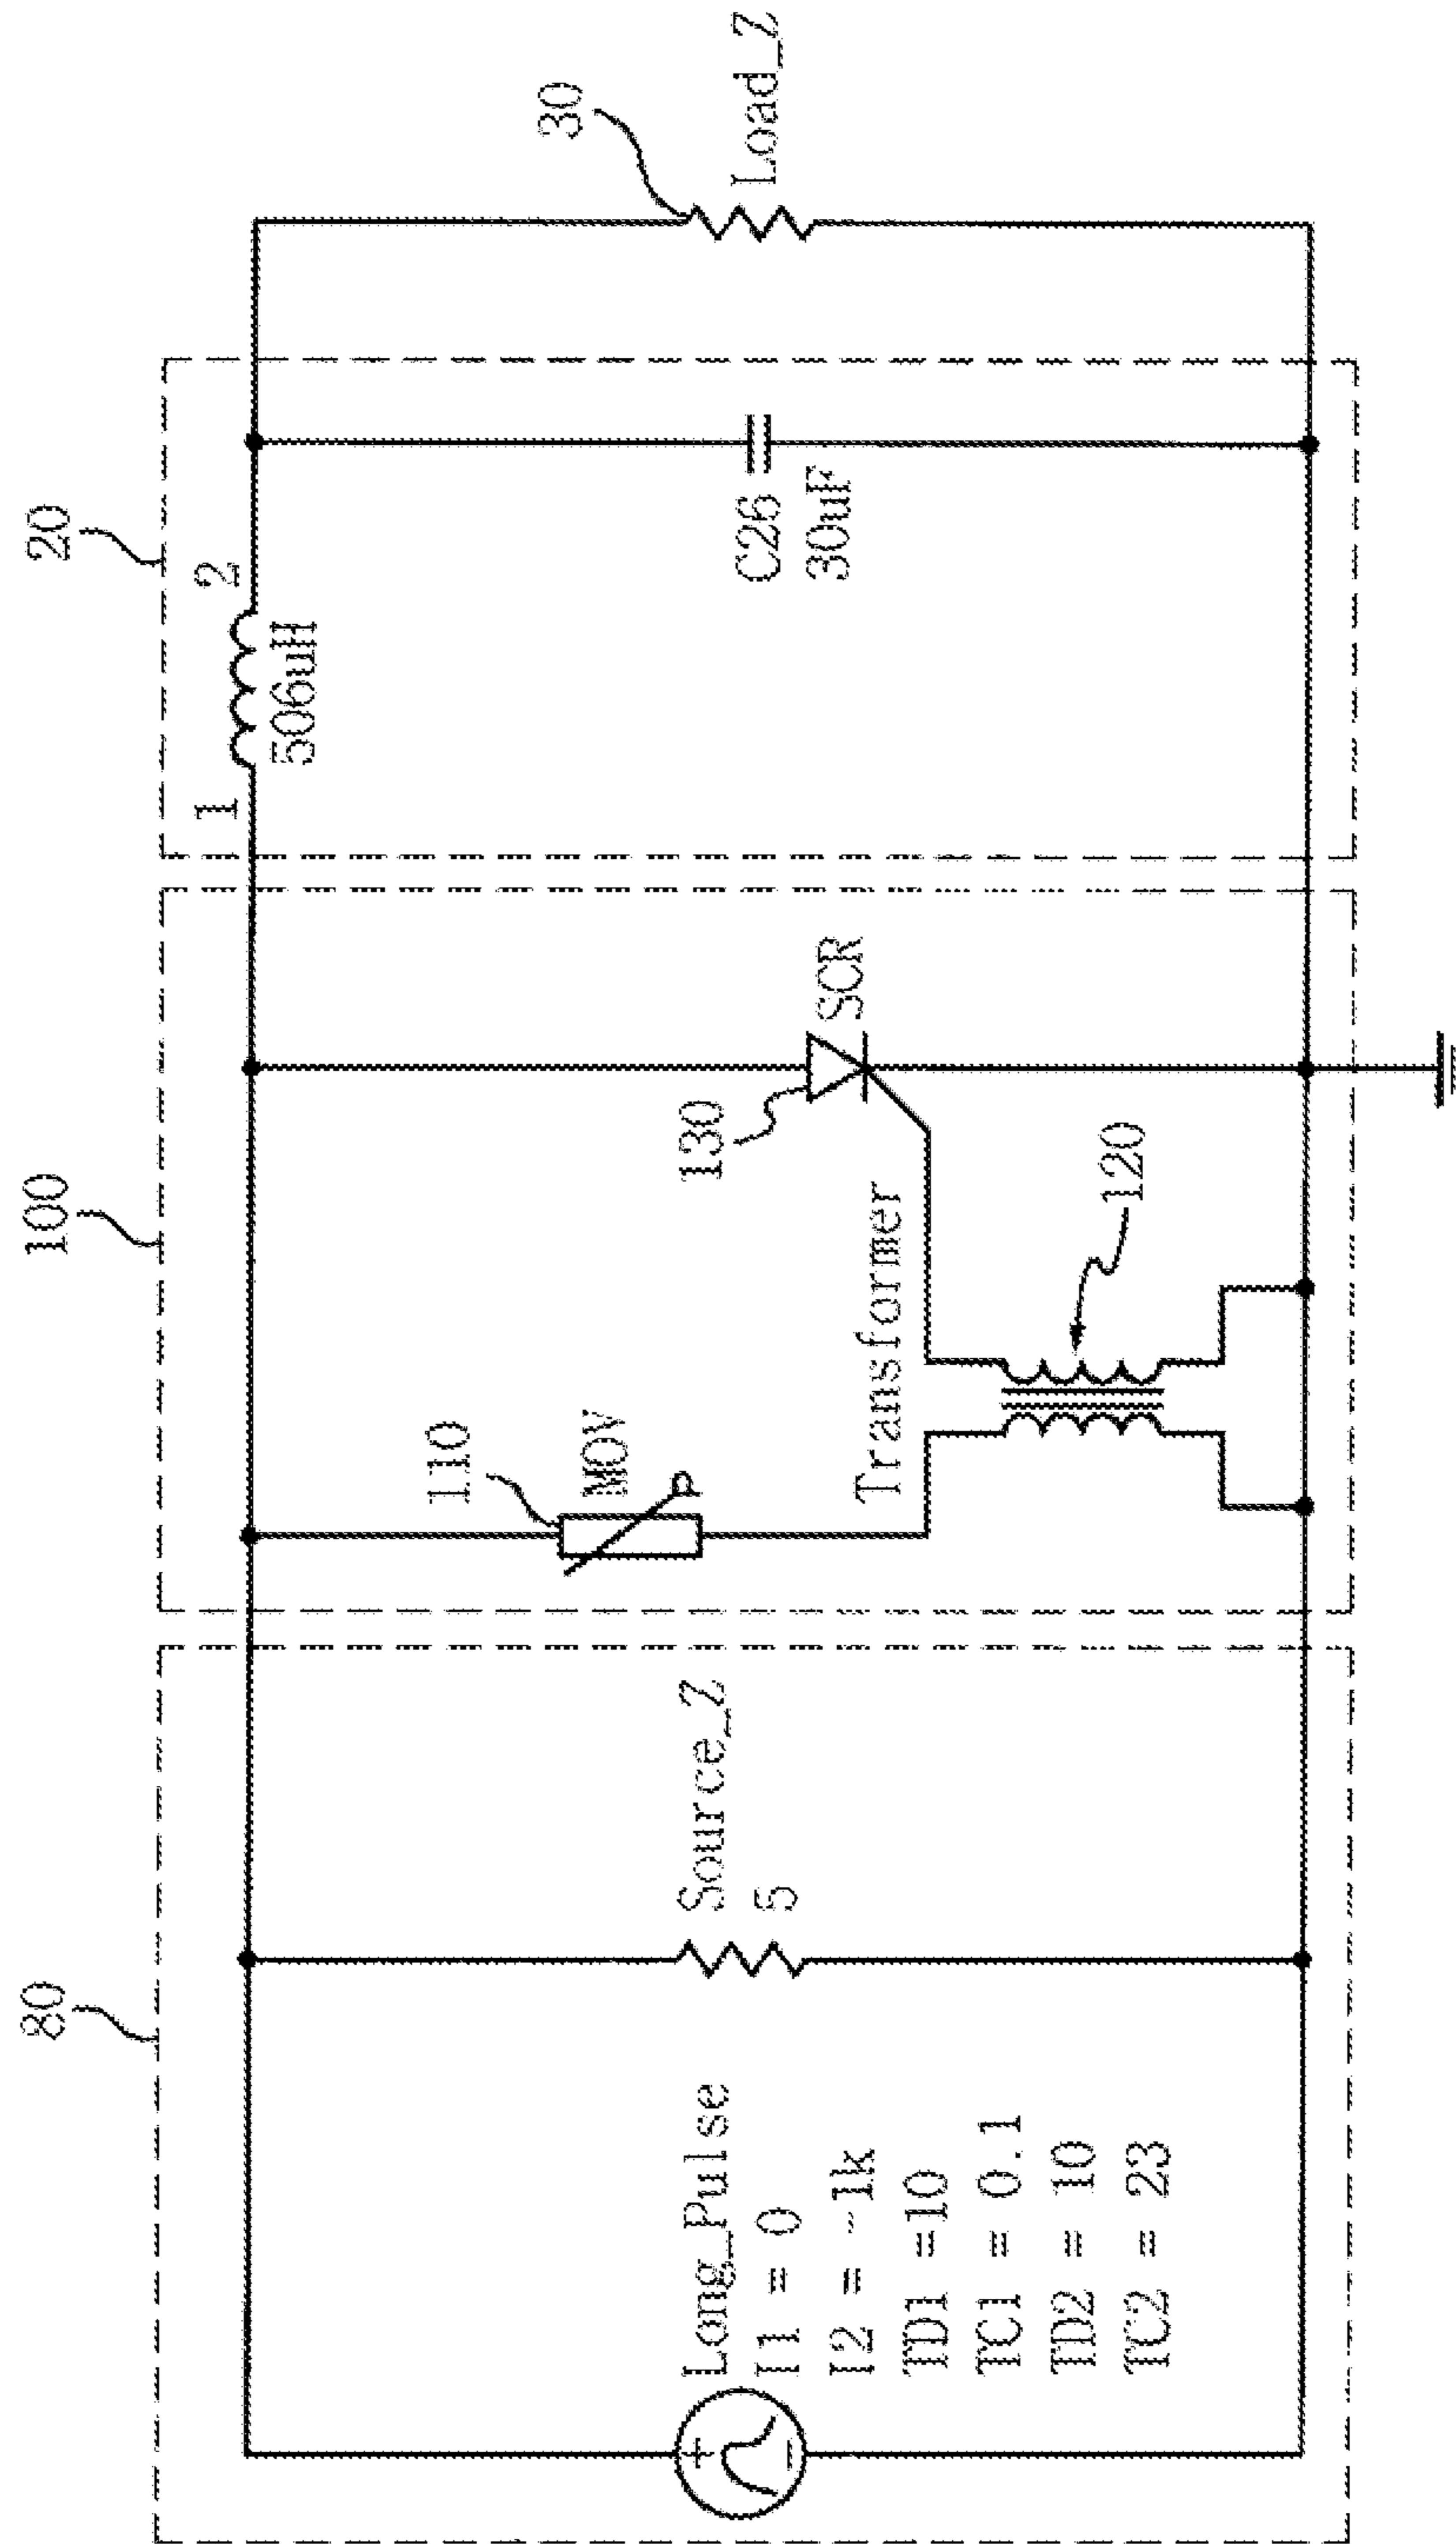 80
100
20
30
Long_Pulse
I1 = 0
I2 = -1k
TD1 =10
TC1 = 0.1
TD2 = 10
TC2 = 23
+
-
Source_Z
5
110
MOV
Transformer
120
130
SCR
1
2
506uH
C26
30uF
Load_Z